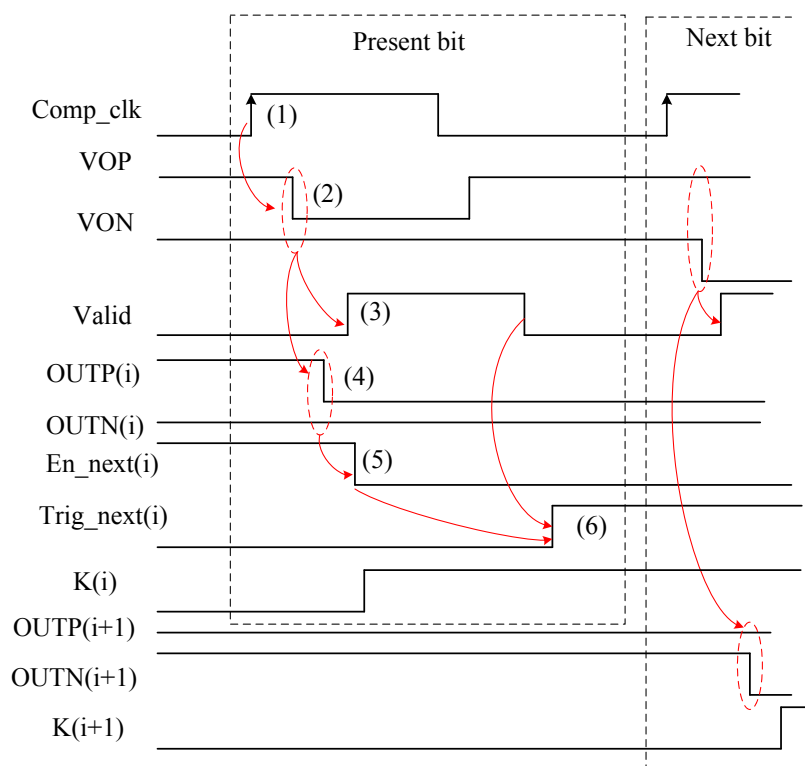 Present bit
Next bit
Comp_clk
(1)
VOP
(2)
VON
Valid
(3)
OUTP(i)
(4)
OUTN(i)
En_next(i)
(5)
Trig_next(i)
(6)
K(i)
OUTP(i+1)
OUTN(i+1)
K(i+1)